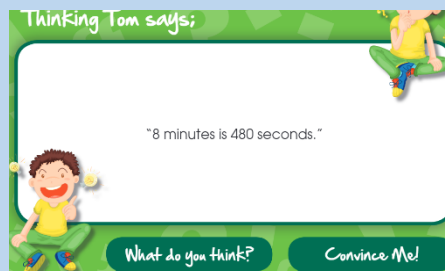 Thinking Tom says;
"8 minutes is 480 seconds."
What do you think?
Convince Me!